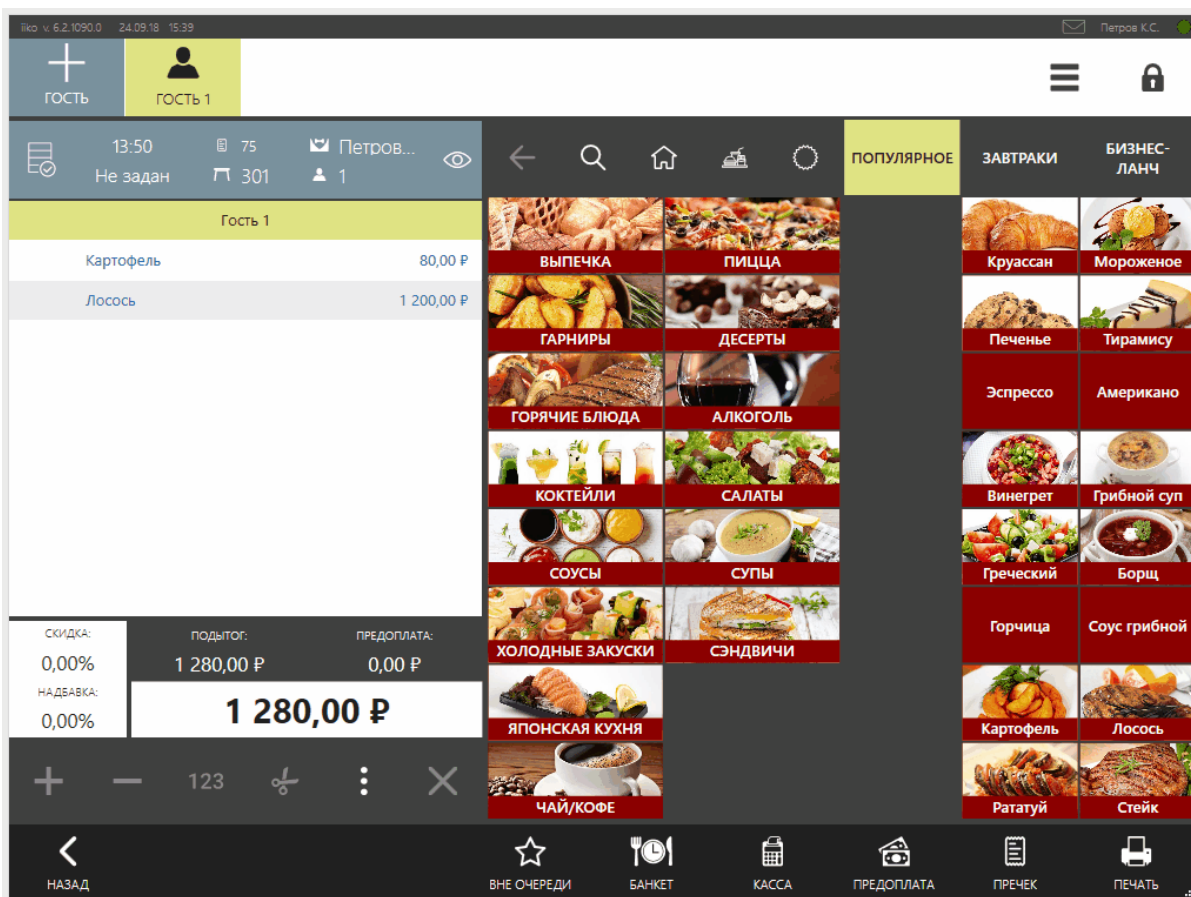 iiko v. 6.2.1090.0 24.09.18 15:39 Петров К.С.
ГОСТЬ ГОСТЬ 1
13:50 75 Петров...
Не задан 301 1
ПОПУЛЯРНОЕ ЗАВТРАКИ БИЗНЕС-
ЛАНЧ
Гость 1
Картофель 80,00 ₽
Лосось 1 200,00 ₽
СКИДКА: ПОДЫТОГ: ПРЕДОПЛАТА:
0,00% 1 280,00 ₽ 0,00 ₽
НАДБАВКА:
0,00% 1 280,00 ₽
123
ВЫПЕЧКА ПИЦЦА Круассан Мороженое
ГАРНИРЫ ДЕСЕРТЫ Печенье Тирамису
ГОРЯЧИЕ БЛЮДА АЛКОГОЛЬ Эспрессо Американо
КОКТЕЙЛИ САЛАТЫ Винегрет Грибной суп
СОУСЫ СУПЫ Греческий Борщ
ХОЛОДНЫЕ ЗАКУСКИ СЭНДВИЧИ Горчица Соус грибной
ЯПОНСКАЯ КУХНЯ Картофель Лосось
ЧАЙ/КОФЕ Рататуй Стейк
НАЗАД ВНЕ ОЧЕРЕДИ БАНКЕТ КАССА ПРЕДОПЛАТА ПРЕЧЕК ПЕЧАТЬ